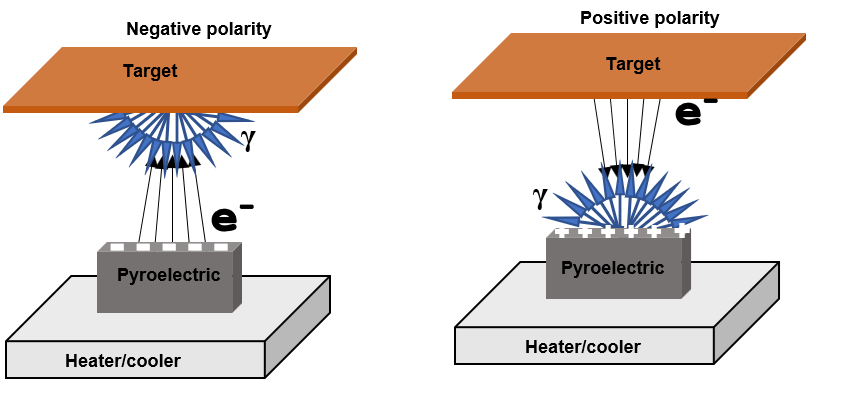 Negative polarity
Target
γ
e-
Pyroelectric
Heater/cooler
Positive polarity
Target
e-
γ
Pyroelectric
Heater/cooler